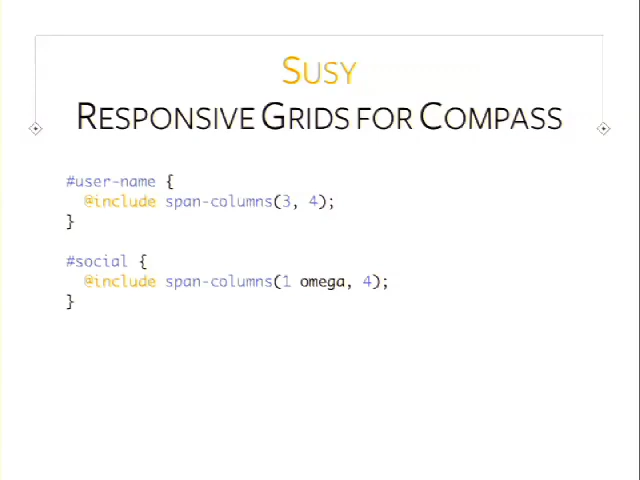 Susy
Responsive Grids for Compass
#user-name {
  @include span-columns(3, 4);
}
#social {
  @include span-columns(1 omega, 4);
}